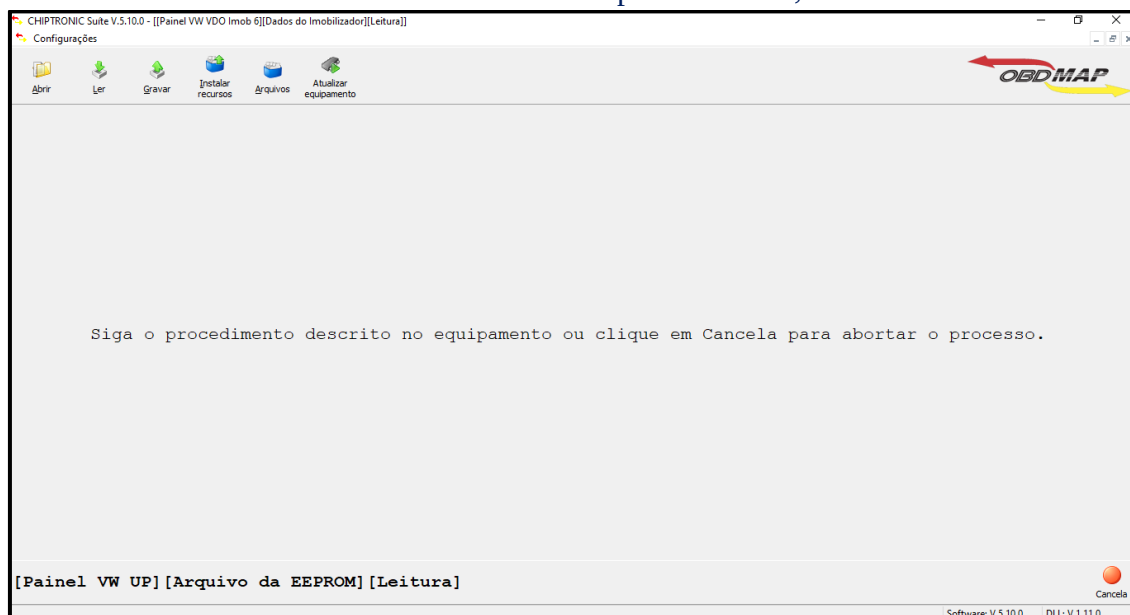 CHIPTRONIC Suite V.5.10.0 - [[Painel VW VDO Imob 6][Dados do Imobilizador][Leitura]]
Configurações
Abrir
Ler
Gravar
Instalar recursos
Arquivos
Atualizar equipamento
OBDMAP
Siga o procedimento descrito no equipamento ou clique em Cancela para abortar o processo.
[Painel VW UP][Arquivo da EEPROM][Leitura]
Cancela
Software: V 5.10.0 DLL: V 1.11.0